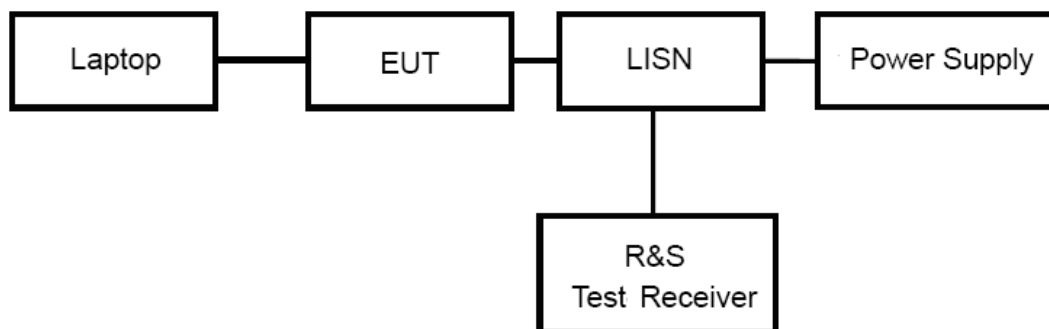 Laptop
EUT
LISN
Power Supply
R&S
Test Receiver